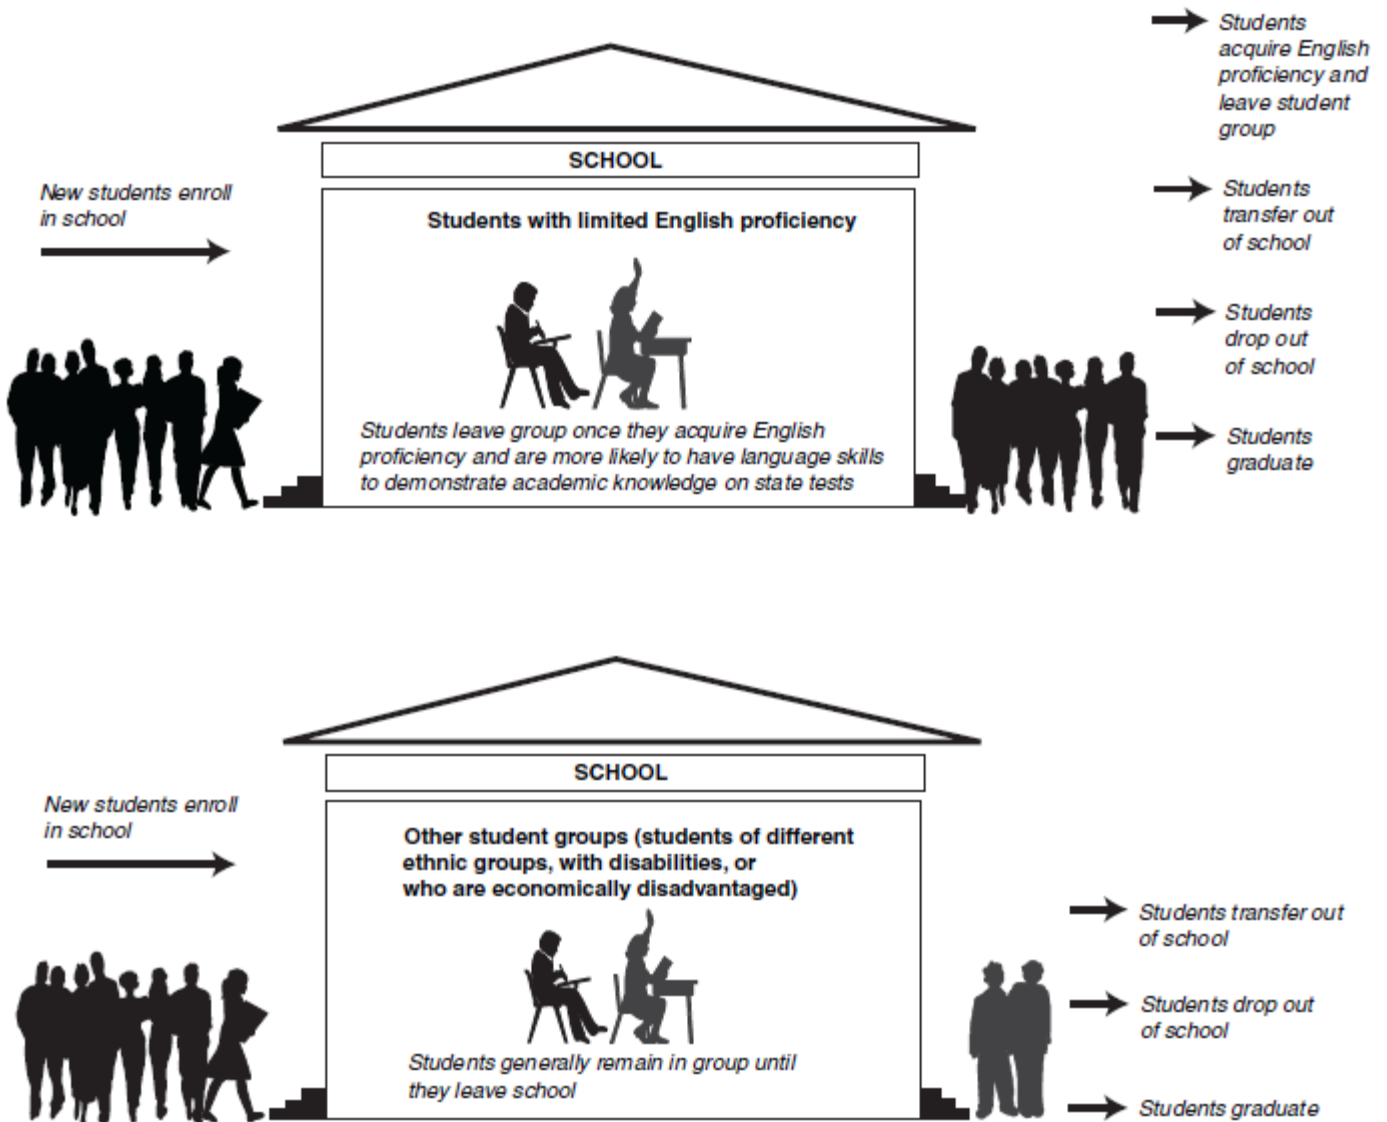 New students enroll
in school
SCHOOL
Students with limited English proficiency
Students leave group once they acquire English
proficiency and are more likely to have language skills
to demonstrate academic knowledge on state tests
Students
acquire English
proficiency and
leave student
group
Students
transfer out
of school
Students
drop out
of school
Students
graduate
New students enroll
in school
SCHOOL
Other student groups (students of different
ethnic groups, with disabilities, or
who are economically disadvantaged)
Students generally remain in group until
they leave school
Students transfer out
of school
Students drop out
of school
Students graduate